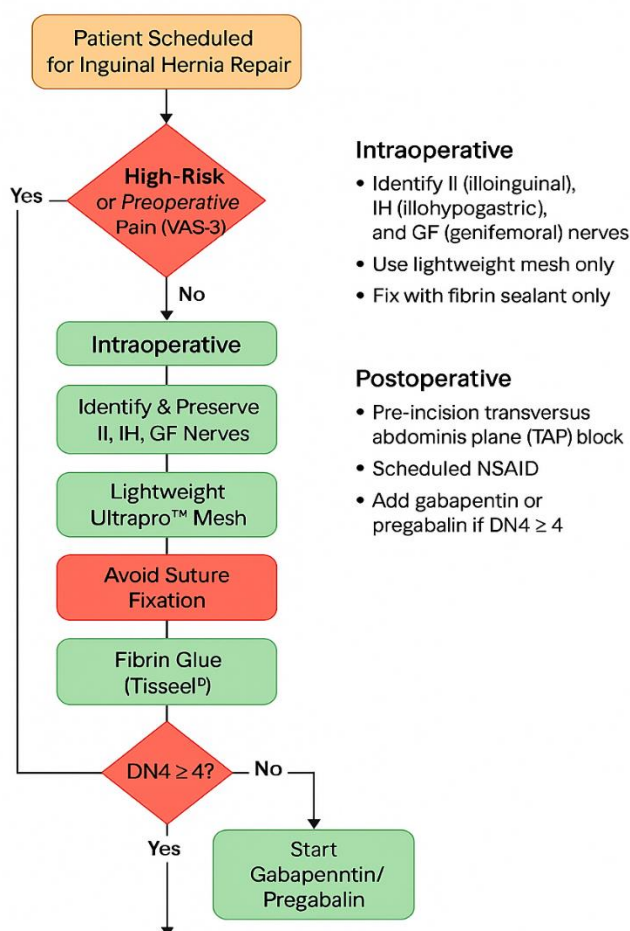 Patient Scheduled
for Inguinal Hernia Repair
High-Risk
or Preoperative
Pain (VAS-3)
Yes
No
Intraoperative
Identify & Preserve
II, IH, GF Nerves
Lightweight
Ultrapro™ Mesh
Avoid Suture
Fixation
Fibrin Glue
(Tisseelᴰ)
DN4 ≥ 4?
No
Yes
Start
Gabapenntin/
Pregabalin
Intraoperative
• Identify II (illoinguinal),
IH (illohypogastric),
and GF (genifemoral) nerves
• Use lightweight mesh only
• Fix with fibrin sealant only
Postoperative
• Pre-incision transversus
abdominis plane (TAP) block
• Scheduled NSAID
• Add gabapentin or
pregabalin if DN4 ≥ 4